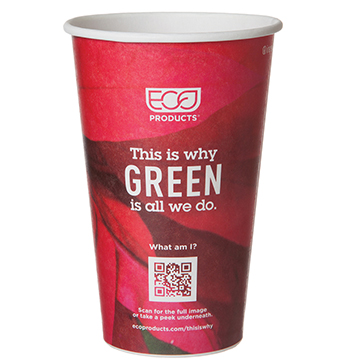 ECO
PRODUCTS®
This is why
GREEN
is all we do.
What am I?
Scan for the full image
or take a peek underneath.
ecoproducts.com/thisiswhy